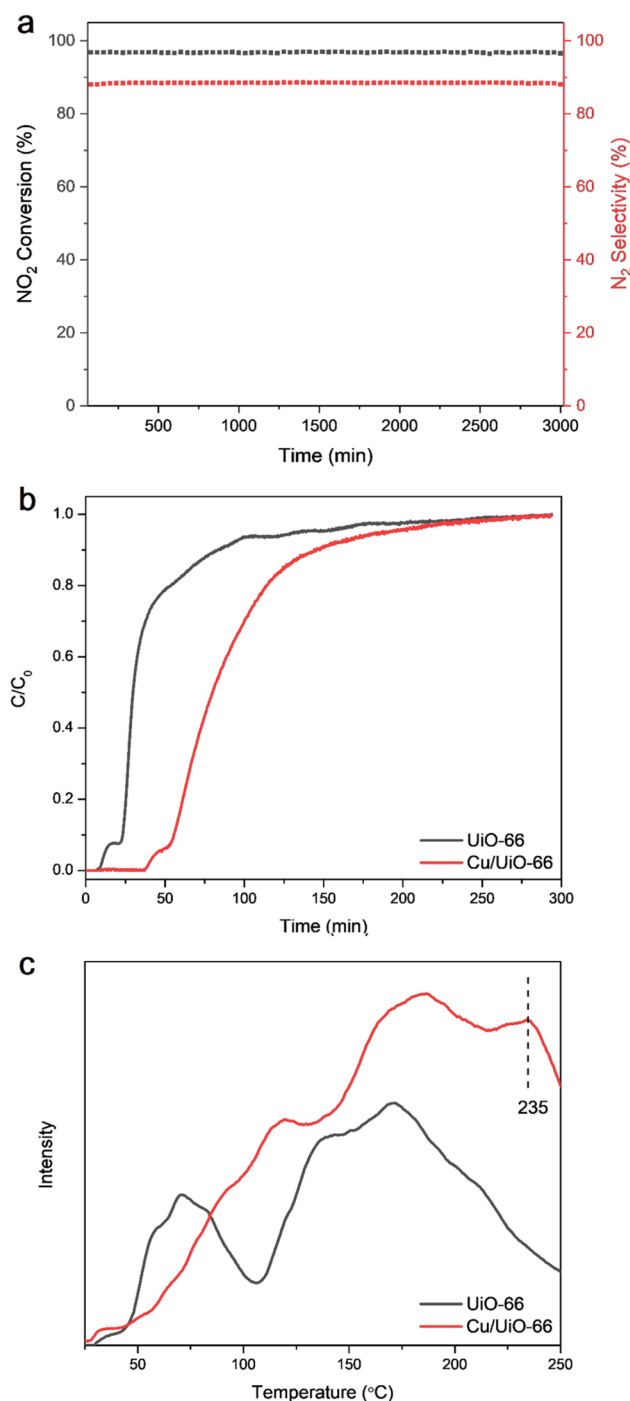 a
100
80
60
40
20
0
NO2 Conversion (%)
100
80
60
40
20
0
N2 Selectivity (%)
500 1000 1500 2000 2500 3000
Time (min)
b
1.0
0.8
0.6
0.4
0.2
0.0
C/C0
UiO-66
Cu/UiO-66
0 50 100 150 200 250 300
Time (min)
c
Intensity
235
UiO-66
Cu/UiO-66
50 100 150 200 250
Temperature (°C)